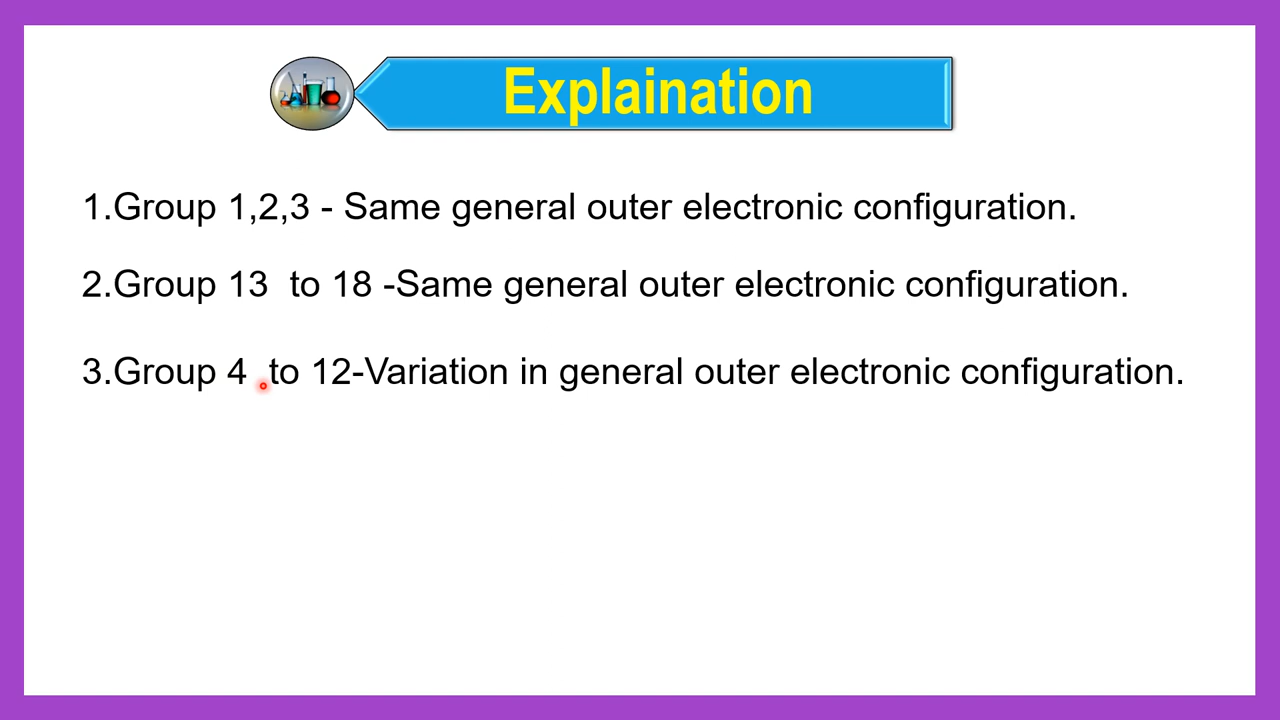 Explaination
1.Group 1,2,3 - Same general outer electronic configuration.
2.Group 13  to 18 -Same general outer electronic configuration.
3.Group 4  to 12-Variation in general outer electronic configuration.